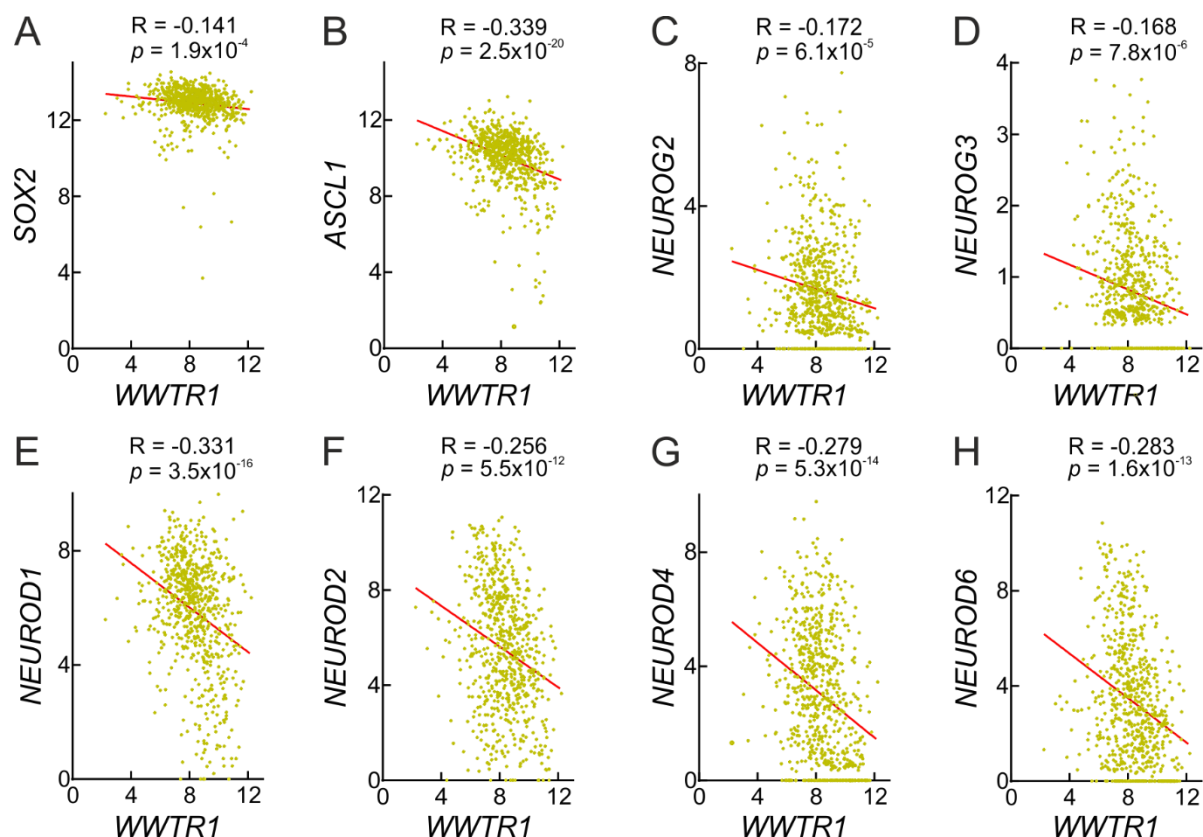 A
R = -0.141
p = 1.9x10⁻⁴
SOX2
12
8
4
0
0 4 8 12
WWTR1
B
R = -0.339
p = 2.5x10⁻²⁰
ASCL1
12
8
4
0
0 4 8 12
WWTR1
C
R = -0.172
p = 6.1x10⁻⁵
NEUROG2
8
4
0
0 4 8 12
WWTR1
D
R = -0.168
p = 7.8x10⁻⁶
NEUROG3
4
3
2
1
0
0 4 8 12
WWTR1
E
R = -0.331
p = 3.5x10⁻¹⁶
NEUROD1
8
4
0
0 4 8 12
WWTR1
F
R = -0.256
p = 5.5x10⁻¹²
NEUROD2
12
8
4
0
0 4 8 12
WWTR1
G
R = -0.279
p = 5.3x10⁻¹⁴
NEUROD4
8
4
0
0 4 8 12
WWTR1
H
R = -0.283
p = 1.6x10⁻¹³
NEUROD6
12
8
4
0
0 4 8 12
WWTR1